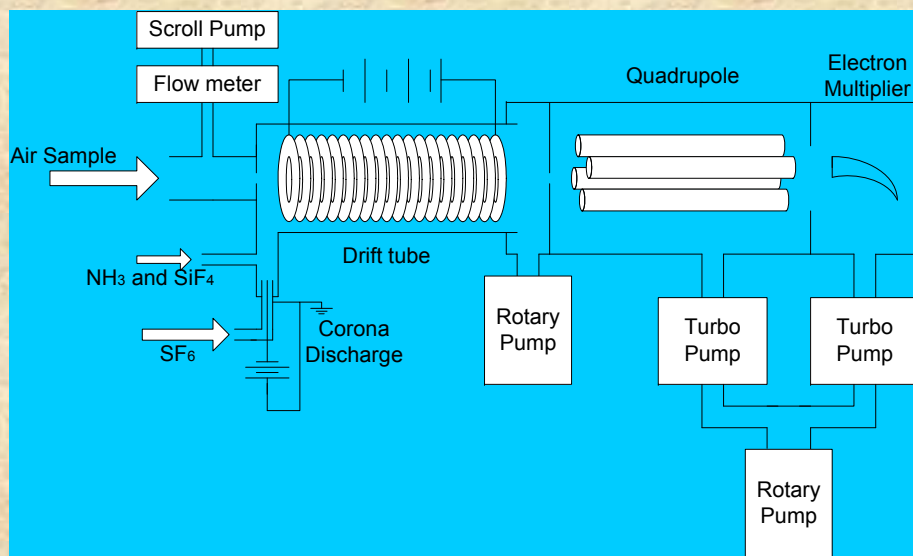 Scroll Pump
Flow meter
Air Sample
NH3 and SiF4
SF6
Corona
Discharge
Drift tube
Rotary
Pump
Quadrupole
Electron
Multiplier
Turbo
Pump
Turbo
Pump
Rotary
Pump